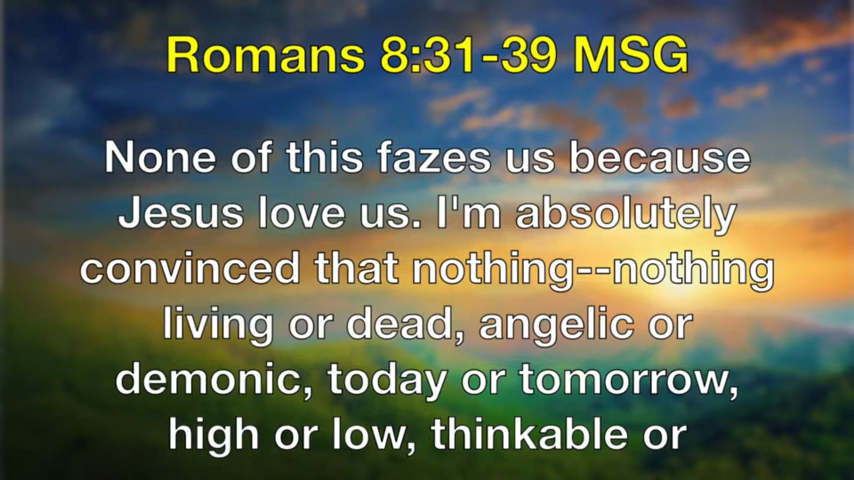 Romans 8:31-39 MSG
None of this fazes us because
Jesus love us. I'm absolutely
convinced that nothing--nothing
living or dead, angelic or
demonic, today or tomorrow,
high or low, thinkable or